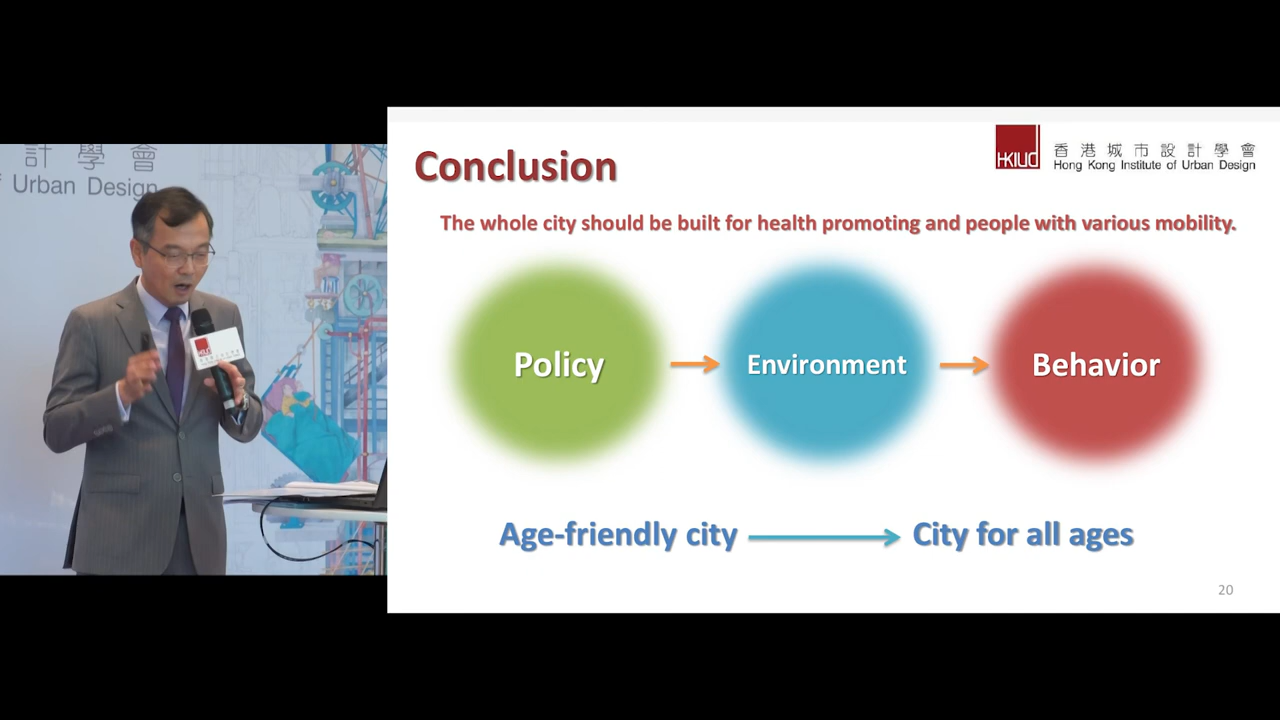 計學會
f Urban Design
HKIUD
Conclusion
HKIUD
香港城市設計學會
Hong Kong Institute of Urban Design
The whole city should be built for health promoting and people with various mobility.
Policy
Environment
Behavior
Age-friendly city
City for all ages
20